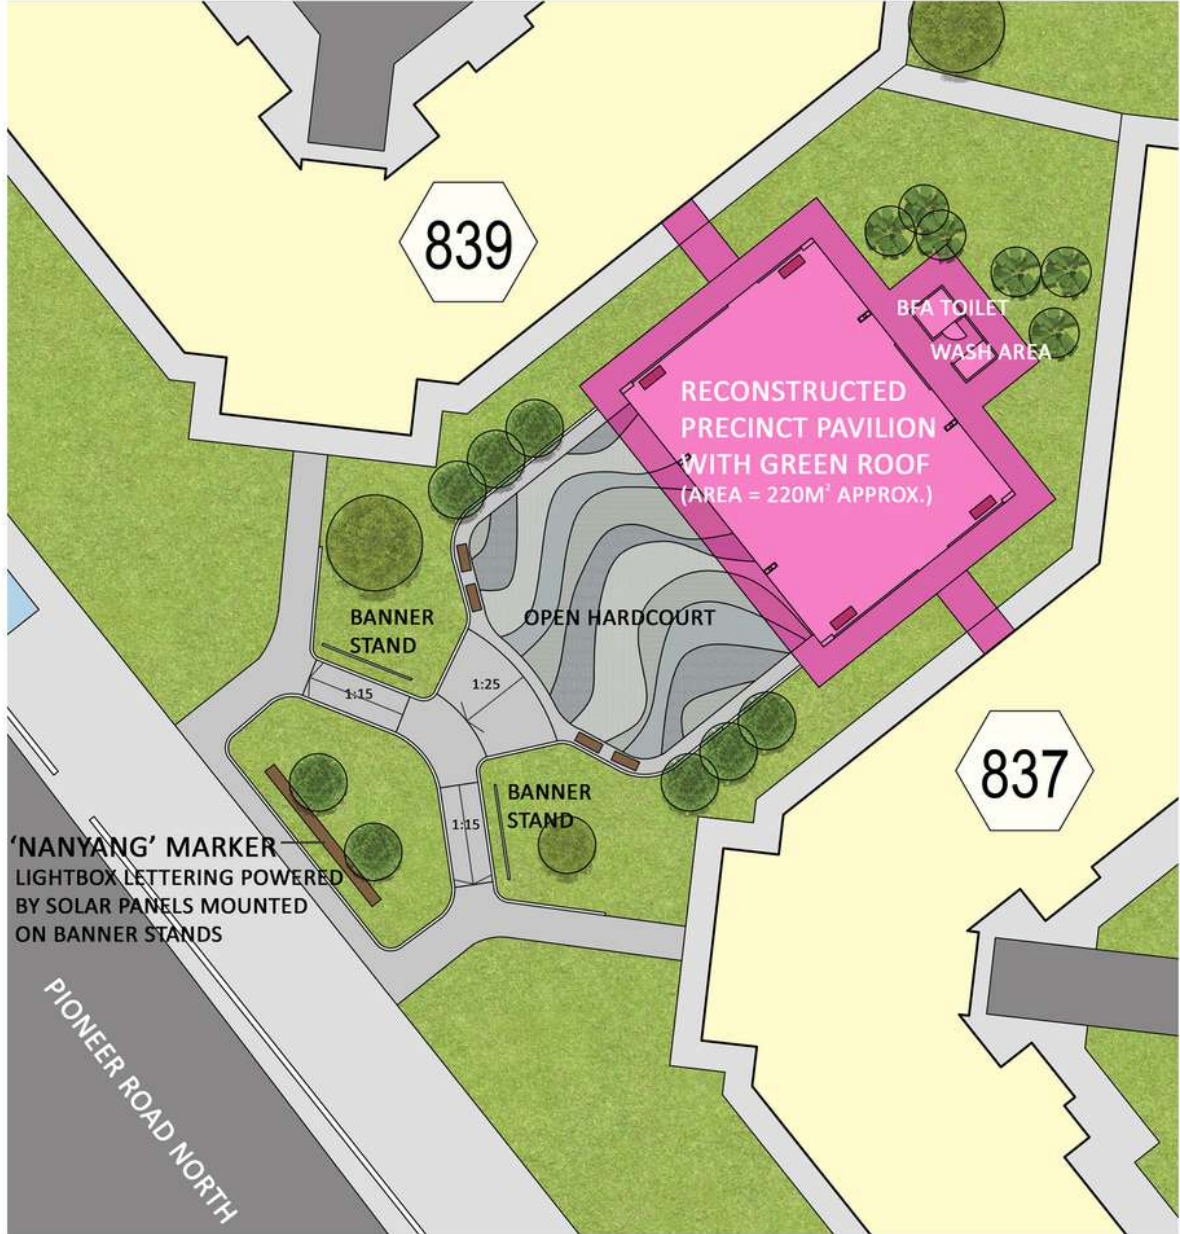 839
BFA TOILET
WASH AREA
RECONSTRUCTED
PRECINCT PAVILION
WITH GREEN ROOF
(AREA = 220M² APPROX.)
BANNER
STAND
OPEN HARDCOURT
1:15
1:25
837
BANNER
STAND
1:15
'NANYANG' MARKER
LIGHTBOX LETTERING POWERED
BY SOLAR PANELS MOUNTED
ON BANNER STANDS
PIONEER ROAD NORTH